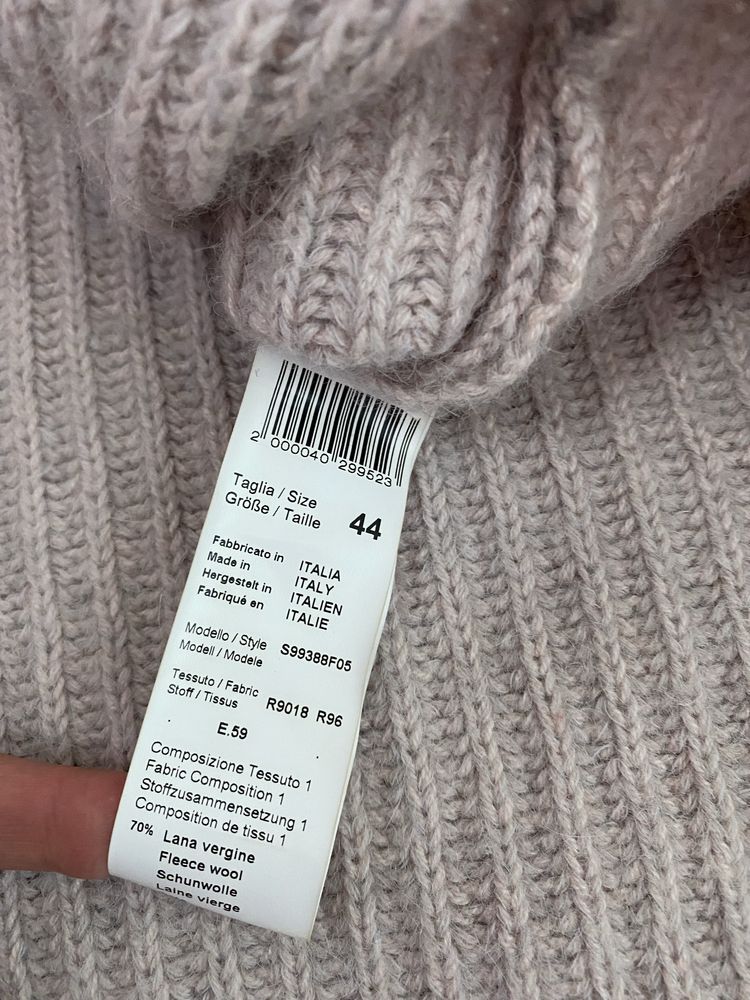 2 000040 299523
Taglia / Size
Größe / Taille 44
Fabbricato in ITALIA
Made in ITALY
Hergestelt in ITALIEN
Fabriqué en ITALIE
Modello / Style S99388F05
Modell / Modele
Tessuto / Fabric R9018 R96
Stoff / Tissus
E.59
Composizione Tessuto 1
Fabric Composition 1
Stoffzusammensetzung 1
Composition de tissu 1
70% Lana vergine
Fleece wool
Schunwolle
Laine vierge